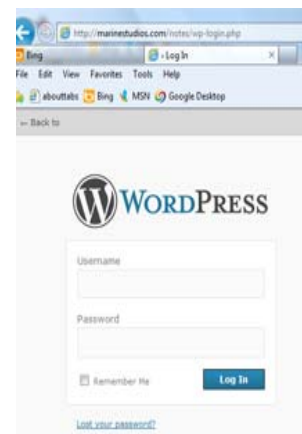 http://marinestudios.com/notes/wp-login.php
Bing
‹ Log In
×
File Edit View Favorites Tools Help
abouttabs Bing MSN Google Desktop
← Back to
WORDPRESS
Username
Password
Remember Me
Log In
Lost your password?